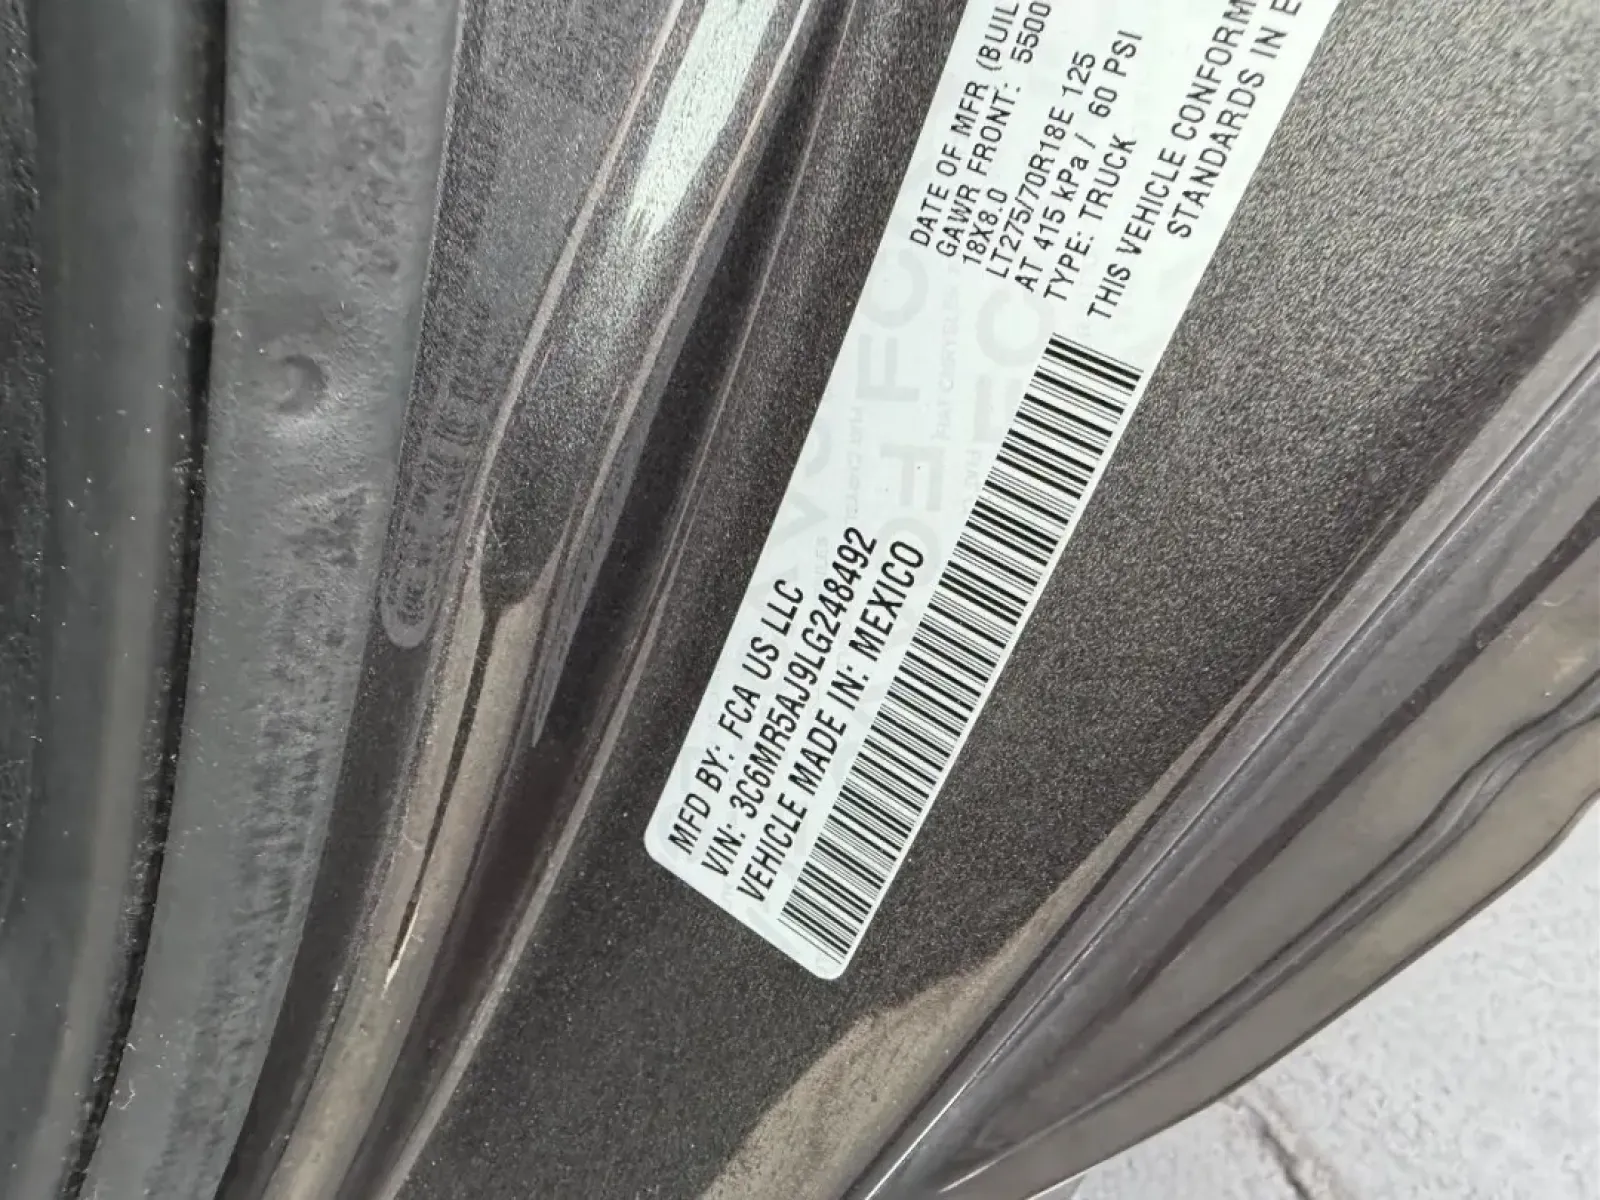 MFD BY: FCA US LLC
VIN: 3C6MR5AJ9LG248492
VEHICLE MADE IN: MEXICO
DATE OF MFR (BUIL
GAWR FRONT: 5500
18X8.0
LT275/70R18E 125
AT 415 kPa / 60 PSI
TYPE: TRUCK
THIS VEHICLE CONFORM
STANDARDS IN E